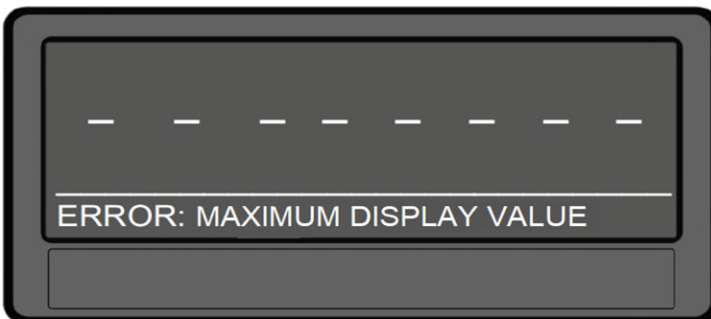 – – – – – – – –
ERROR: MAXIMUM DISPLAY VALUE